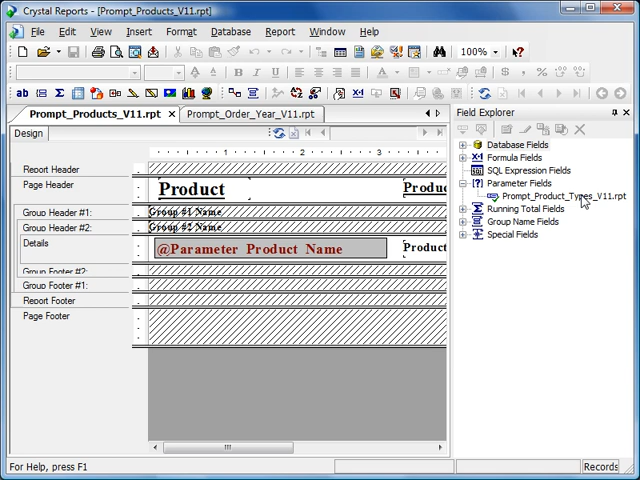 Crystal Reports - [Prompt_Products_V11.rpt]
File Edit View Insert Format Database Report Window Help
100%
Prompt_Products_V11.rpt
Prompt_Order_Year_V11.rpt
Field Explorer
Design
Database Fields
Formula Fields
SQL Expression Fields
Parameter Fields
Prompt_Product_Types_V11.rpt
Running Total Fields
Group Name Fields
Special Fields
1 2 3
Report Header
Page Header
Product
Produc
Group Header #1:
Group #1 Name
Group Header #2:
Group #2 Name
Details
@Parameter Product Name
Product
Group Footer #2:
Group Footer #1:
Report Footer
Page Footer
For Help, press F1
Records